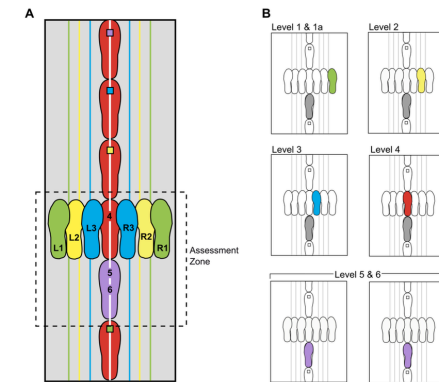 A
4
L1
L2
L3
R3
R2
R1
5
6
Assessment
Zone
B
Level 1 & 1a
Level 2
Level 3
Level 4
Level 5 & 6